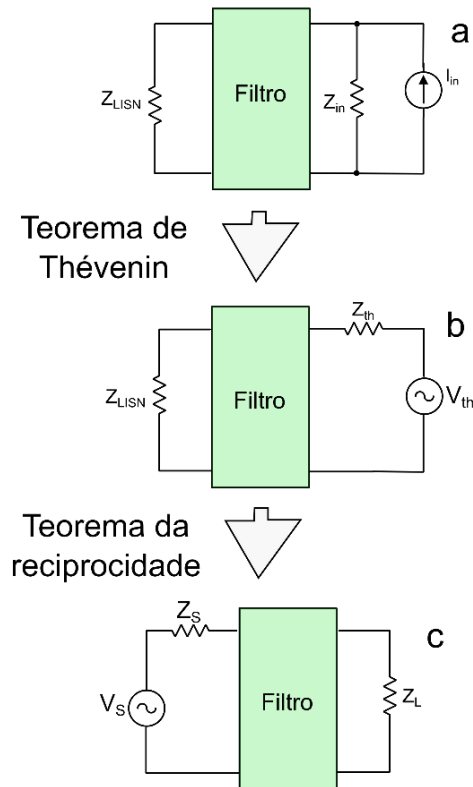 a
Z_LISN
Filtro
Z_in
I_in
Teorema de
Thévenin
b
Z_th
Z_LISN
Filtro
V_th
Teorema da
reciprocidade
c
Z_S
V_S
Filtro
Z_L